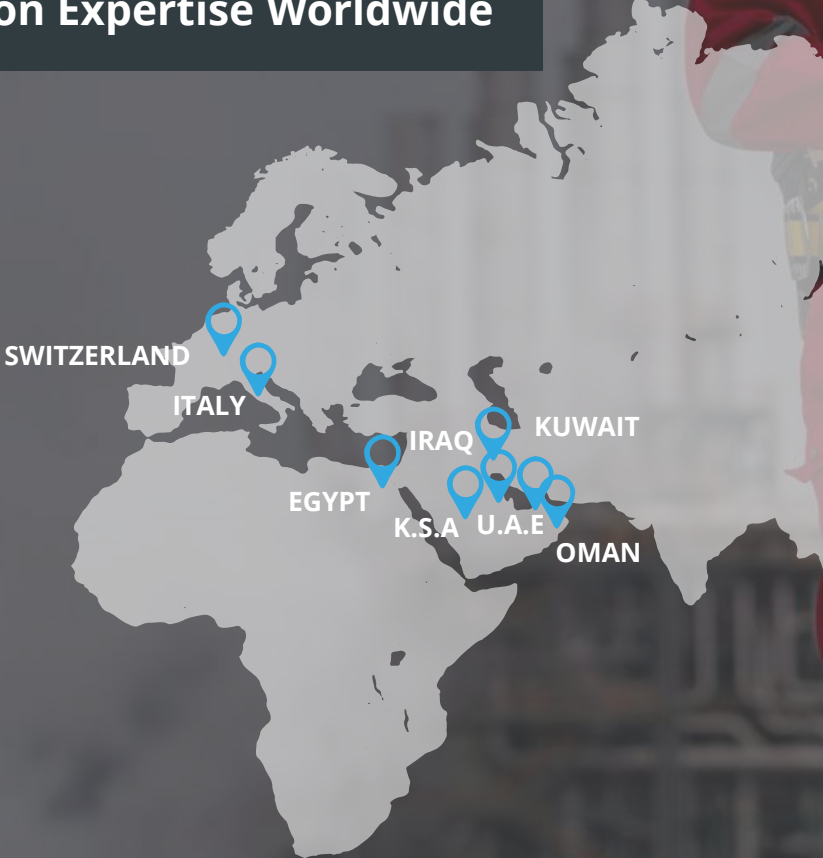 on Expertise Worldwide
SWITZERLAND
ITALY
IRAQ
KUWAIT
EGYPT
K.S.A
U.A.E
OMAN